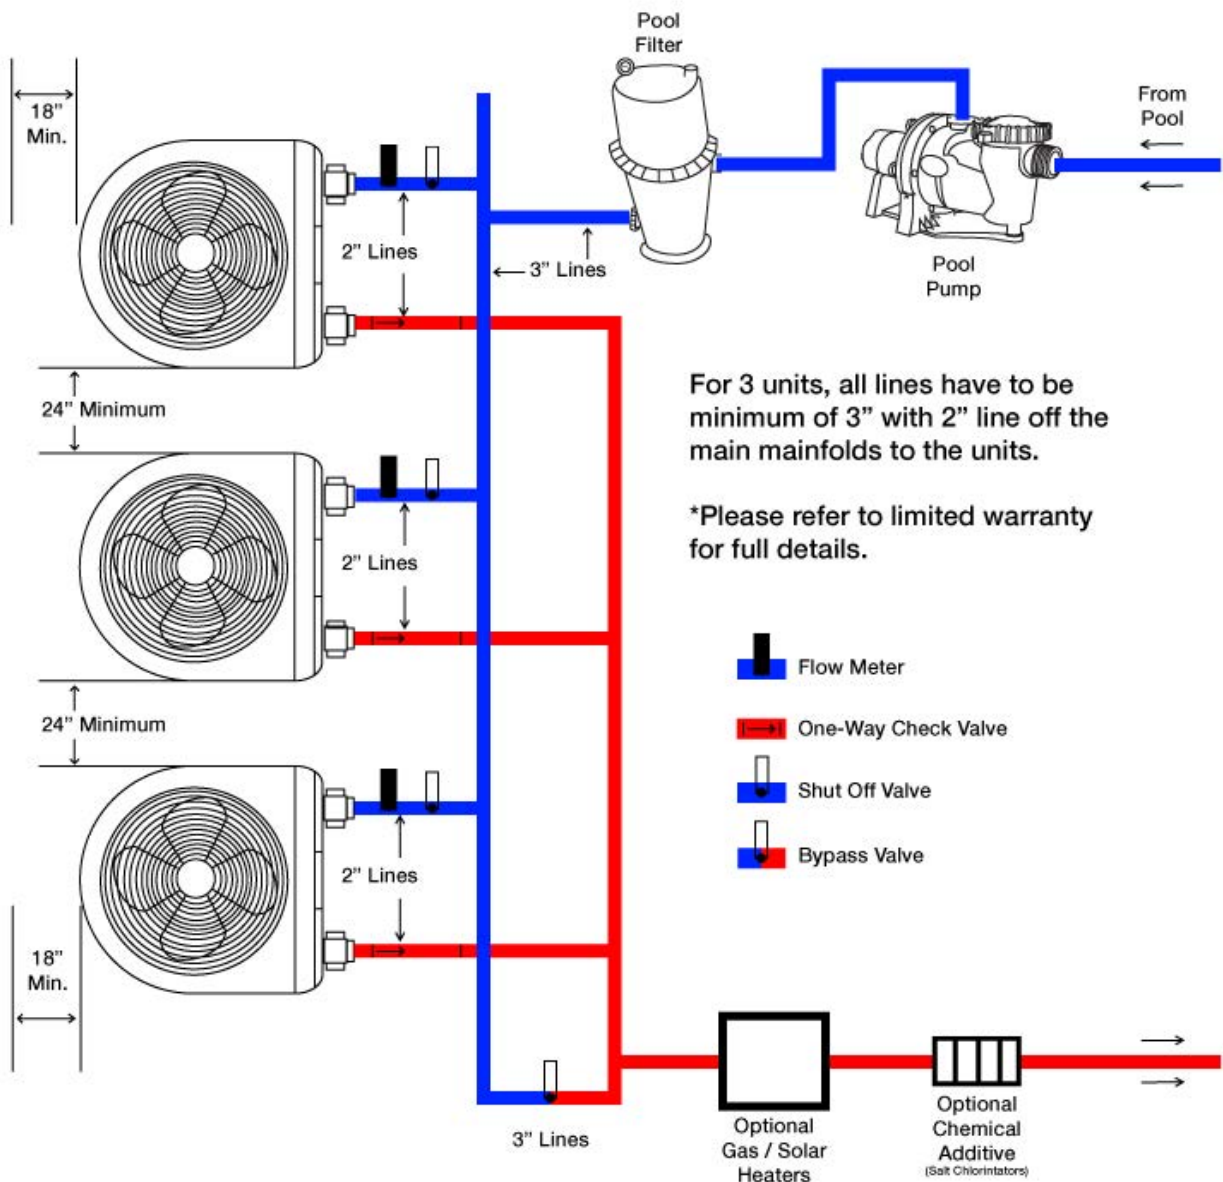 Pool
Filter
18"
Min.
From
Pool
2" Lines
3" Lines
Pool
Pump
24" Minimum
For 3 units, all lines have to be
minimum of 3" with 2" line off the
main mainfolds to the units.
*Please refer to limited warranty
for full details.
2" Lines
Flow Meter
24" Minimum
One-Way Check Valve
Shut Off Valve
Bypass Valve
2" Lines
18"
Min.
3" Lines
Optional
Gas / Solar
Heaters
Optional
Chemical
Additive
(Salt Chlorintators)